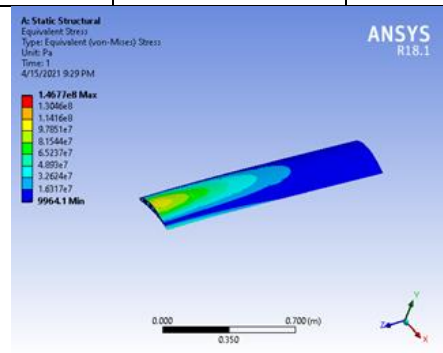 A: Static Structural
Equivalent Stress
Type: Equivalent (von-Mises) Stress
Unit: Pa
Time: 1
4/15/2021 9:29 PM
1.4677e8 Max
1.3046e8
1.1416e8
9.7851e7
8.1544e7
6.5237e7
4.893e7
3.2624e7
1.6317e7
9964.1 Min
ANSYS
R18.1
0.000
0.700 (m)
0.350
Y
Z
X